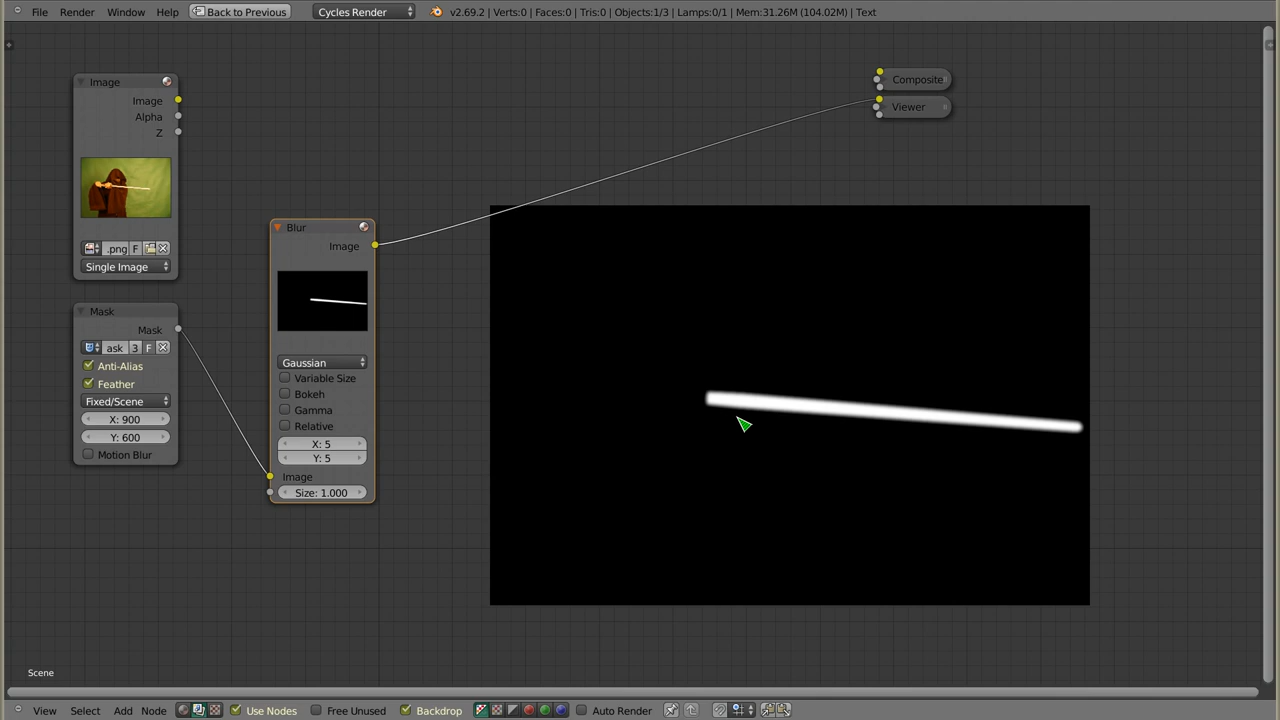 File Render Window Help Back to Previous Cycles Render v2.69.2 | Verts:0 | Faces:0 | Tris:0 | Objects:1/3 | Lamps:0/1 | Mem:31.26M (104.02M) | Text
Image
Image
Alpha
Z
.png F
Single Image
Mask
Mask
ask 3 F
Anti-Alias
Feather
Fixed/Scene
X: 900
Y: 600
Motion Blur
Blur
Image
Gaussian
Variable Size
Bokeh
Gamma
Relative
X: 5
Y: 5
Image
Size: 1.000
Composite
Viewer
Scene
View Select Add Node Use Nodes Free Unused Backdrop Auto Render